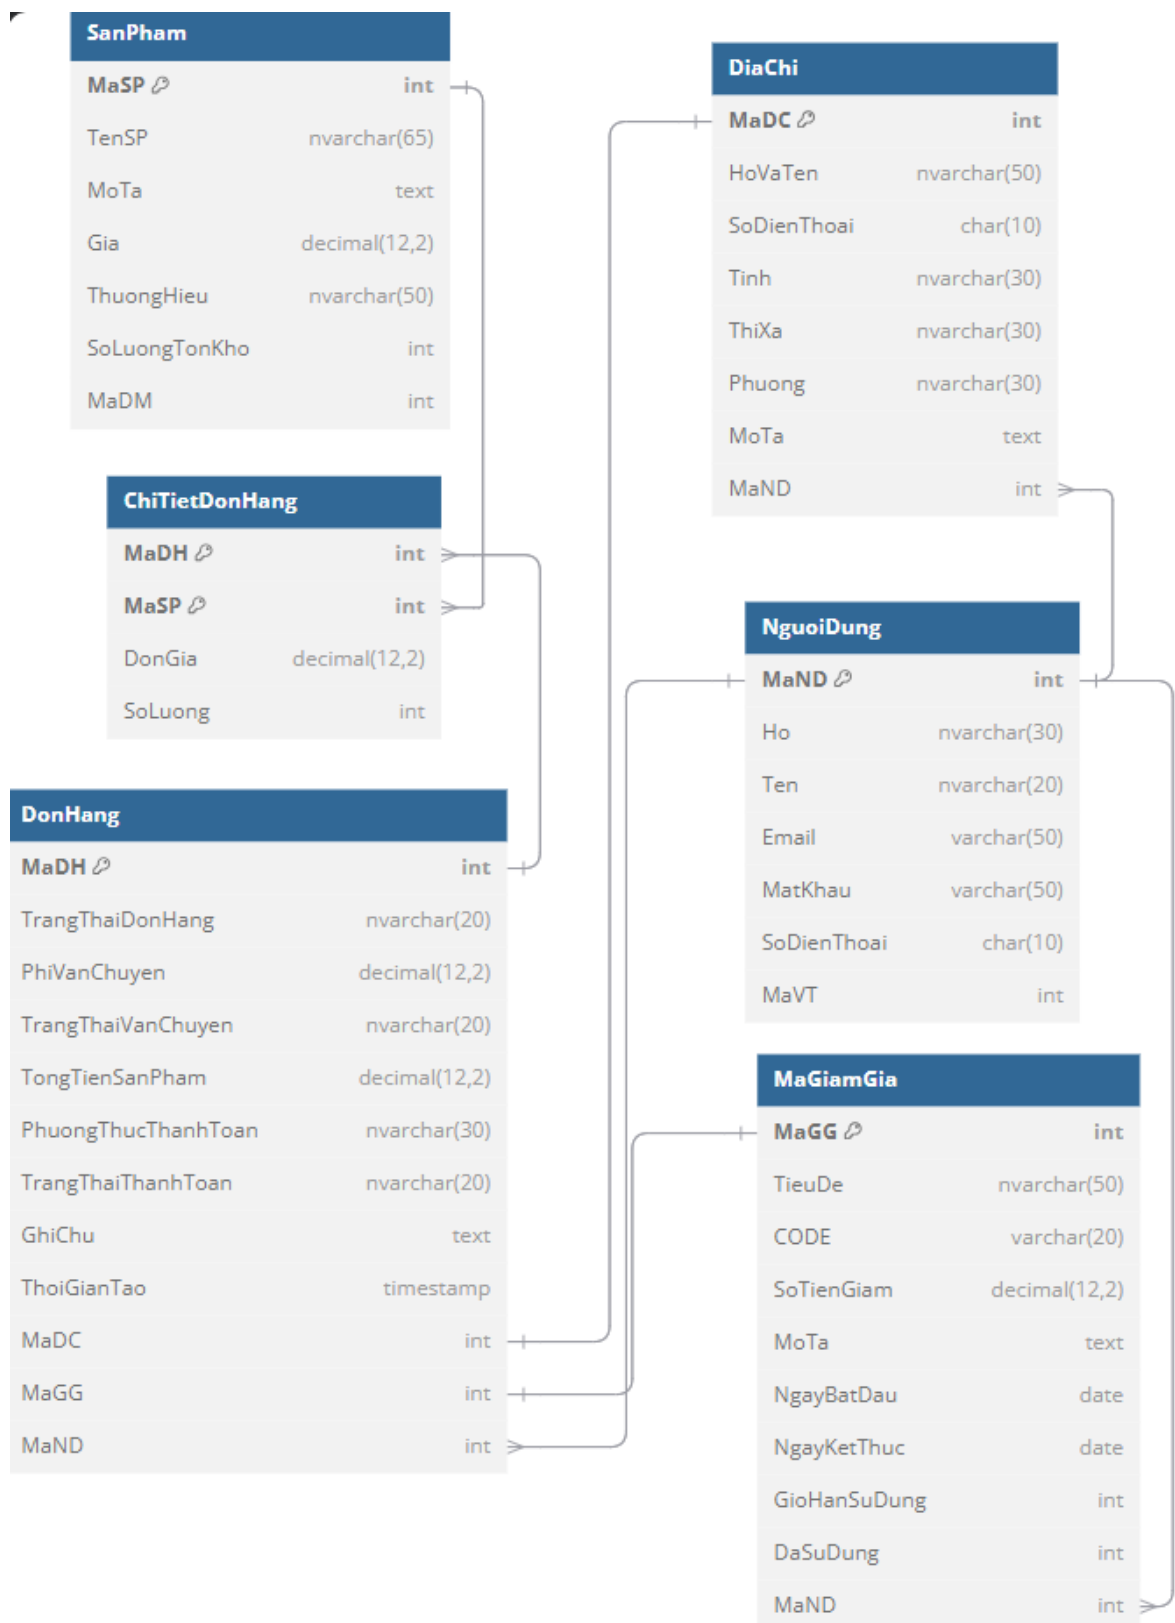 SanPham
MaSP int
TenSP nvarchar(65)
MoTa text
Gia decimal(12,2)
ThuongHieu nvarchar(50)
SoLuongTonKho int
MaDM int
ChiTietDonHang
MaDH int
MaSP int
DonGia decimal(12,2)
SoLuong int
DonHang
MaDH int
TrangThaiDonHang nvarchar(20)
PhiVanChuyen decimal(12,2)
TrangThaiVanChuyen nvarchar(20)
TongTienSanPham decimal(12,2)
PhuongThucThanhToan nvarchar(30)
TrangThaiThanhToan nvarchar(20)
GhiChu text
ThoiGianTao timestamp
MaDC int
MaGG int
MaND int
DiaChi
MaDC int
HoVaTen nvarchar(50)
SoDienThoai char(10)
Tinh nvarchar(30)
ThiXa nvarchar(30)
Phuong nvarchar(30)
MoTa text
MaND int
NguoiDung
MaND int
Ho nvarchar(30)
Ten nvarchar(20)
Email varchar(50)
MatKhau varchar(50)
SoDienThoai char(10)
MaVT int
MaGiamGia
MaGG int
TieuDe nvarchar(50)
CODE varchar(20)
SoTienGiam decimal(12,2)
MoTa text
NgayBatDau date
NgayKetThuc date
GioHanSuDung int
DaSuDung int
MaND int